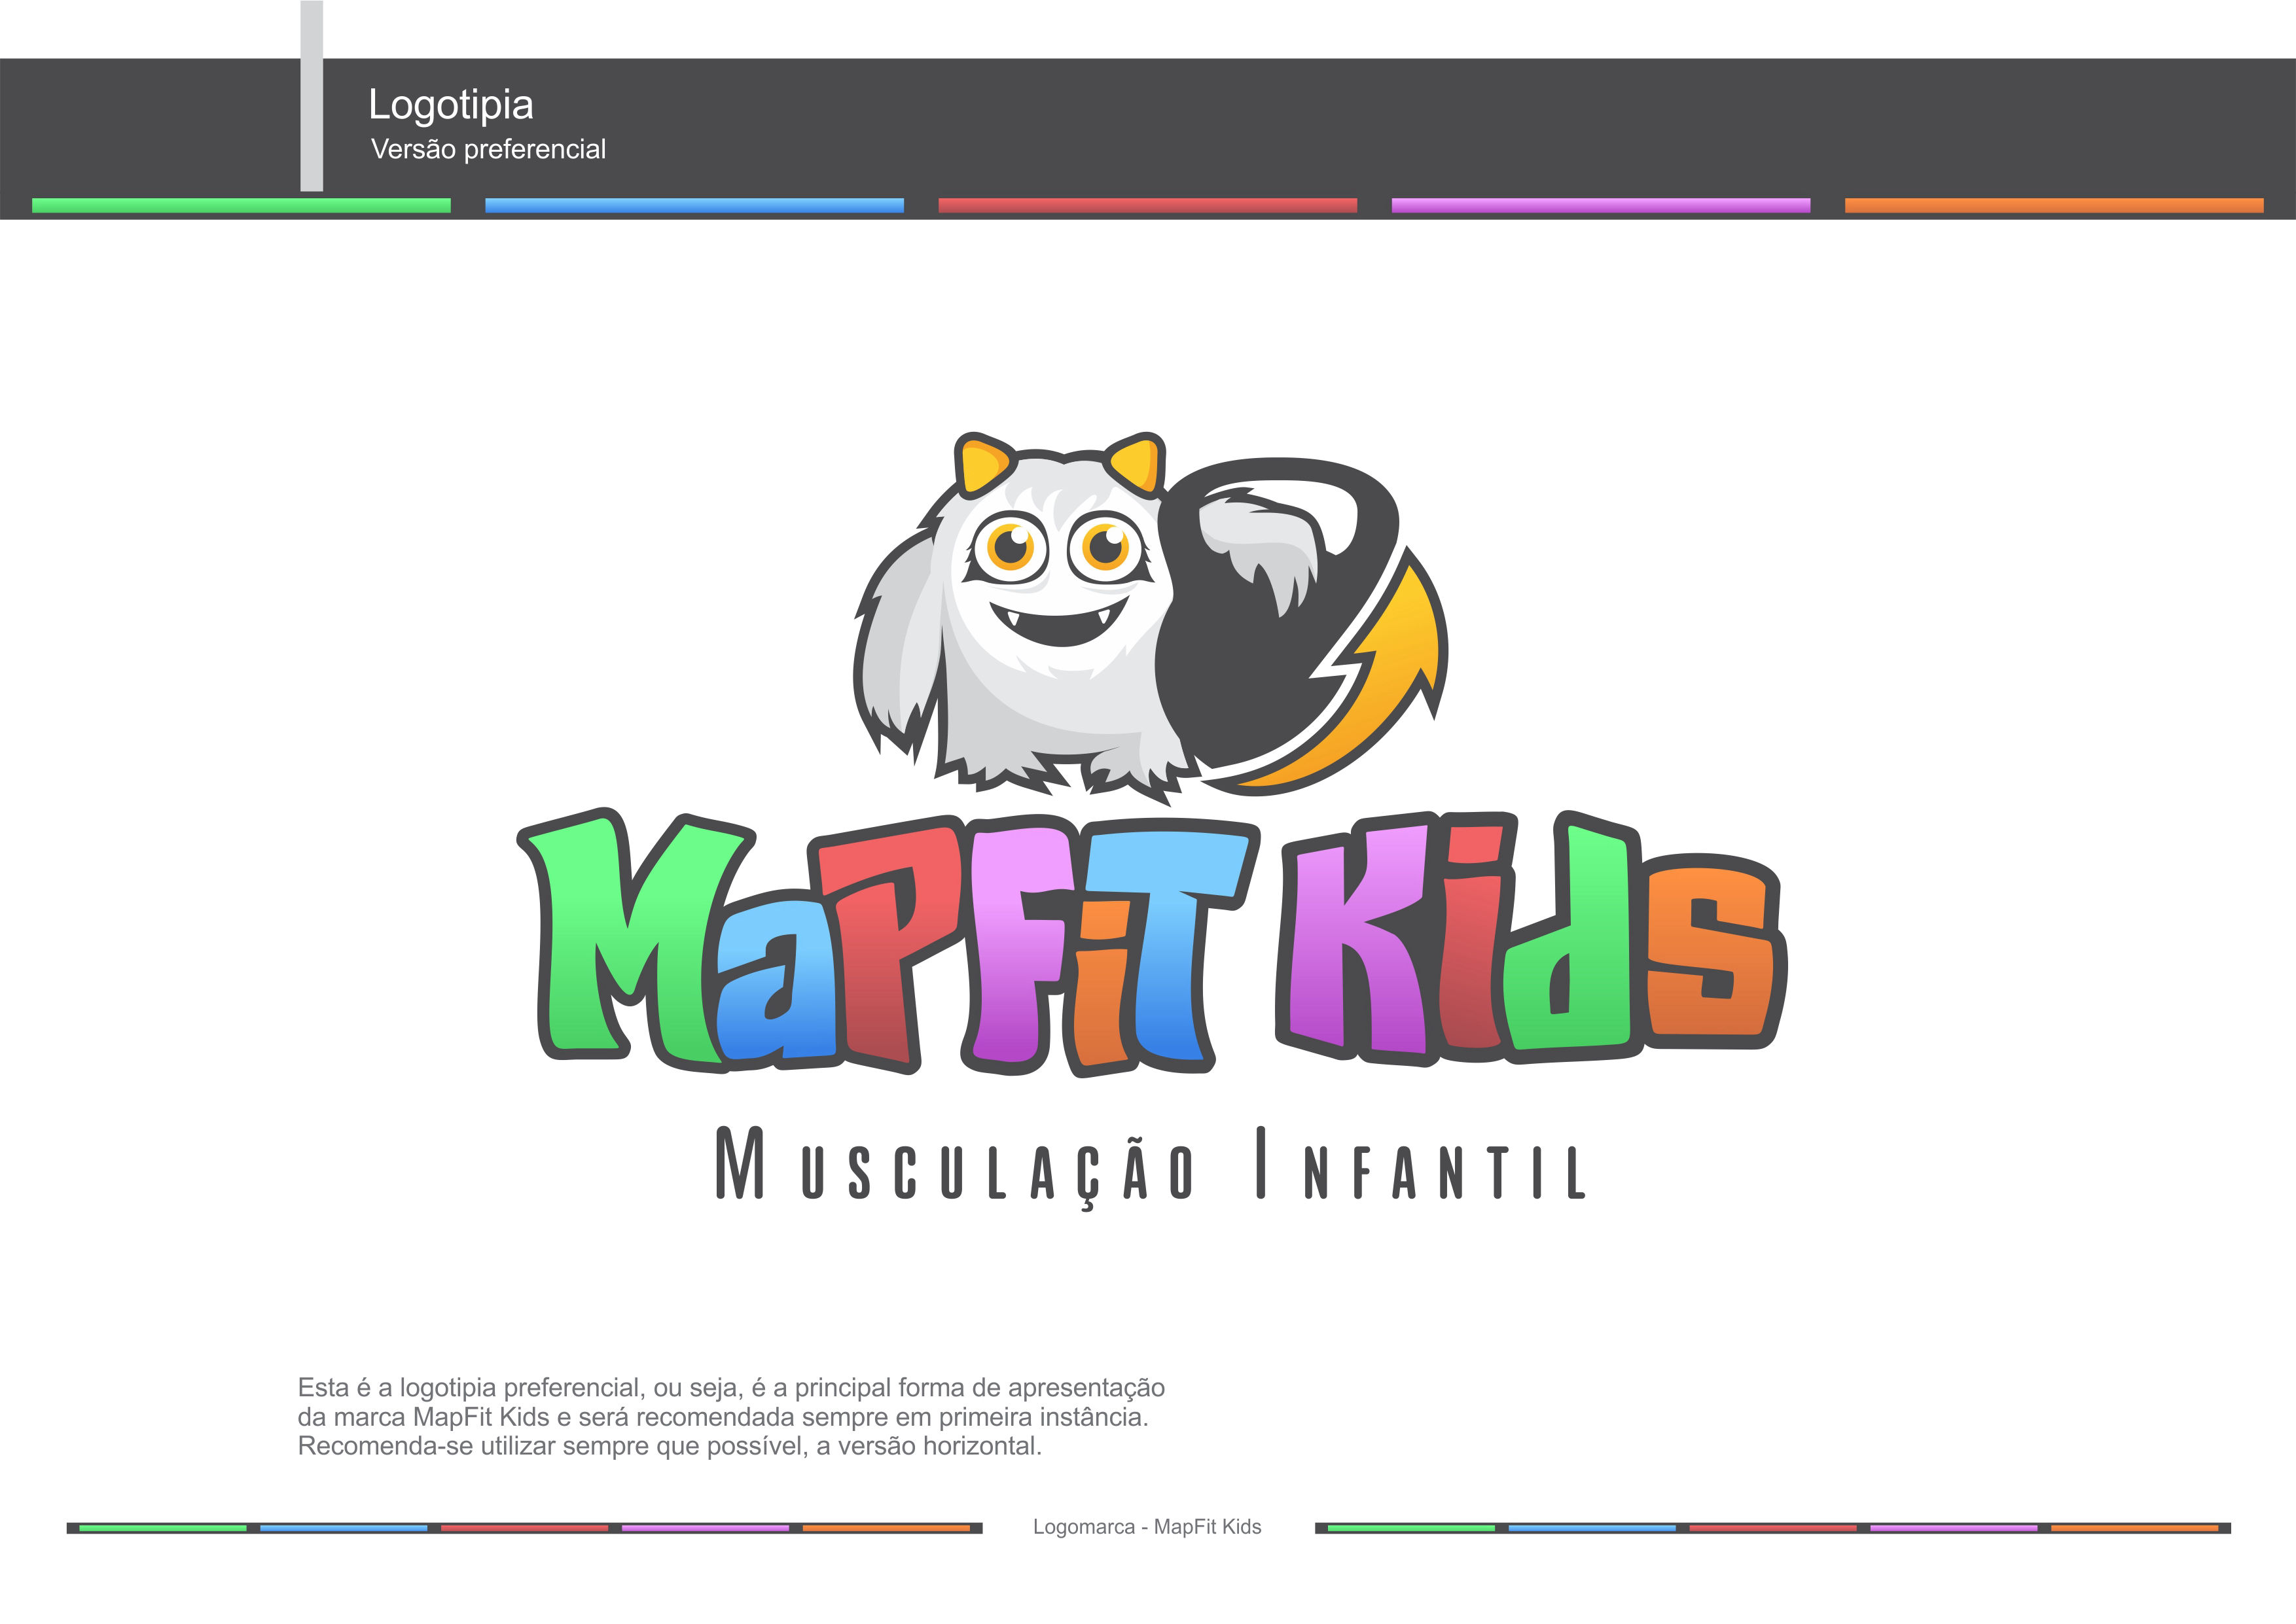 Logotipia
Versão preferencial
MaPFiT Kids
Musculação Infantil
Esta é a logotipia preferencial, ou seja, é a principal forma de apresentação
da marca MapFit Kids e será recomendada sempre em primeira instância.
Recomenda-se utilizar sempre que possível, a versão horizontal.
Logomarca - MapFit Kids